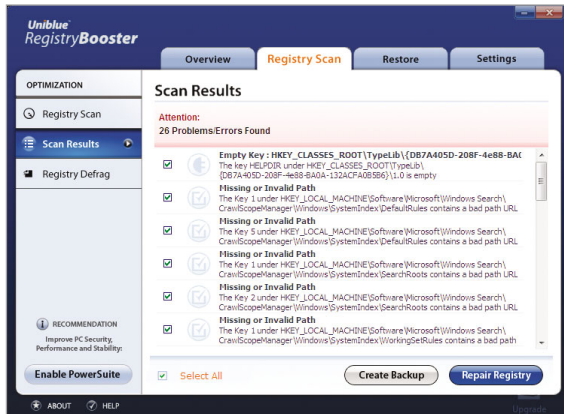 Uniblue
RegistryBooster
Overview
Registry Scan
Restore
Settings
OPTIMIZATION
Registry Scan
Scan Results
Registry Defrag
Scan Results
Attention:
26 Problems/Errors Found
Empty Key : HKEY_CLASSES_ROOT\TypeLib\{DB7A405D-208F-4e88-BA0
The key HELPDIR under HKEY_CLASSES_ROOT\TypeLib\
{DB7A405D-208F-4e88-BA0A-132ACFA0B5B6}\1.0 is empty
Missing or Invalid Path
The Key 1 under HKEY_LOCAL_MACHINE\Software\Microsoft\Windows Search\
CrawlScopeManager\Windows\SystemIndex\DefaultRules contains a bad path URL
Missing or Invalid Path
The Key 5 under HKEY_LOCAL_MACHINE\Software\Microsoft\Windows Search\
CrawlScopeManager\Windows\SystemIndex\DefaultRules contains a bad path URL
Missing or Invalid Path
The Key 1 under HKEY_LOCAL_MACHINE\Software\Microsoft\Windows Search\
CrawlScopeManager\Windows\SystemIndex\SearchRoots contains a bad path URL
Missing or Invalid Path
The Key 2 under HKEY_LOCAL_MACHINE\Software\Microsoft\Windows Search\
CrawlScopeManager\Windows\SystemIndex\SearchRoots contains a bad path URL
Missing or Invalid Path
The Key 1 under HKEY_LOCAL_MACHINE\Software\Microsoft\Windows Search\
CrawlScopeManager\Windows\SystemIndex\WorkingSetRules contains a bad path
RECOMMENDATION
Improve PC Security,
Performance and Stability:
Enable PowerSuite
Select All
Create Backup
Repair Registry
ABOUT
HELP
Upgrade